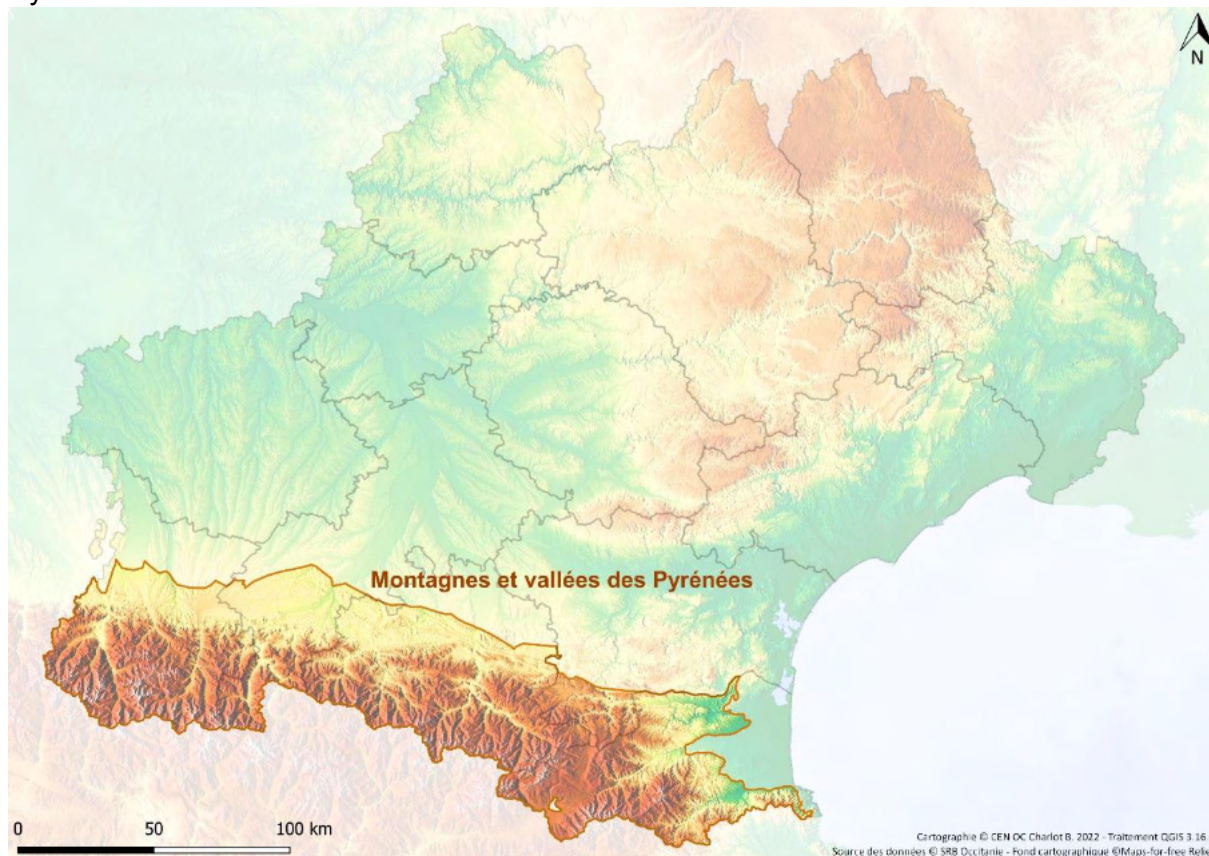 N
Montagnes et vallées des Pyrénées
0 50 100 km
Cartographie © CEN OC Charlot B. 2022 - Traitement QGIS 3.16
Source des données © SRB Occitanie - Fond cartographique ©Maps-for-free Relie